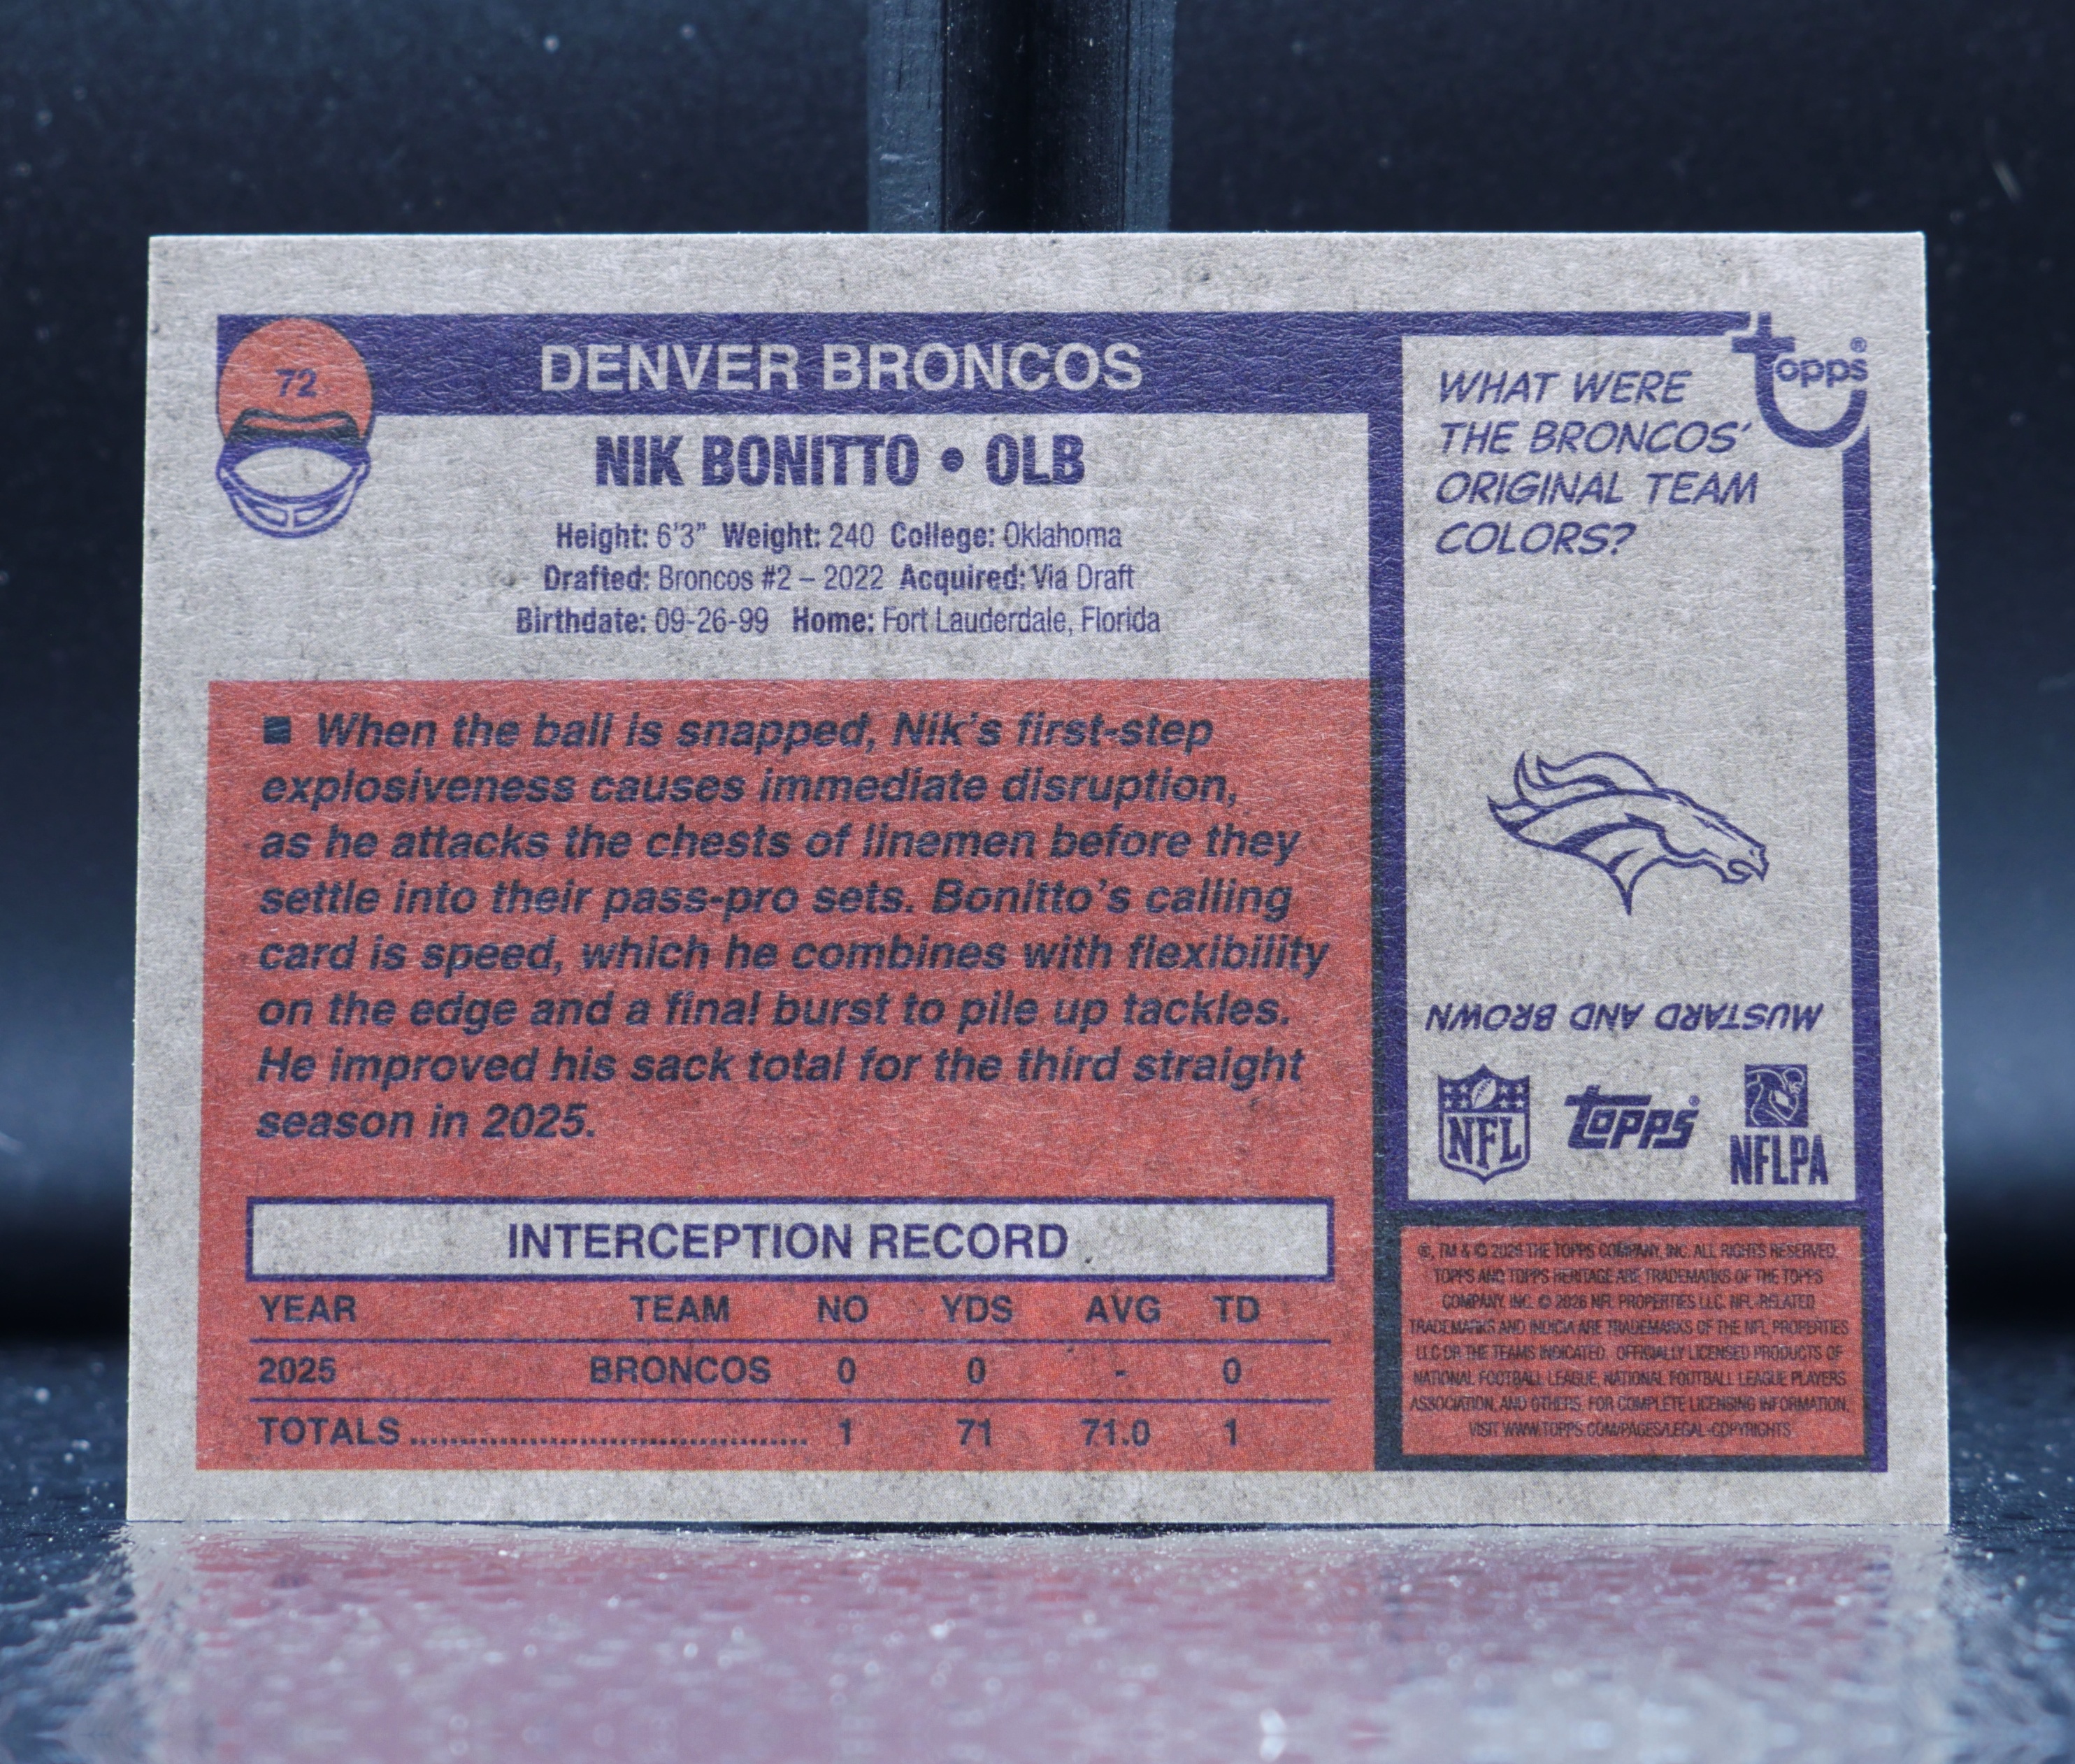 72
DENVER BRONCOS
NIK BONITTO • OLB
Height: 6'3" Weight: 240 College: Oklahoma
Drafted: Broncos #2 – 2022 Acquired: Via Draft
Birthdate: 09-26-99 Home: Fort Lauderdale, Florida
■ When the ball is snapped, Nik's first-step
explosiveness causes immediate disruption,
as he attacks the chests of linemen before they
settle into their pass-pro sets. Bonitto's calling
card is speed, which he combines with flexibility
on the edge and a final burst to pile up tackles.
He improved his sack total for the third straight
season in 2025.
INTERCEPTION RECORD
YEAR TEAM NO YDS AVG TD
2025 BRONCOS 0 0 - 0
TOTALS 1 71 71.0 1
topps®
WHAT WERE
THE BRONCOS'
ORIGINAL TEAM
COLORS?
MUSTARD AND BROWN
NFL topps® NFLPA
®, TM & © 2026 THE TOPPS COMPANY, INC. ALL RIGHTS RESERVED.
TOPPS AND TOPPS HERITAGE ARE TRADEMARKS OF THE TOPPS
COMPANY, INC. © 2026 NFL PROPERTIES LLC. NFL-RELATED
TRADEMARKS AND INDICIA ARE TRADEMARKS OF THE NFL PROPERTIES
LLC OR THE TEAMS INDICATED. OFFICIALLY LICENSED PRODUCTS OF
NATIONAL FOOTBALL LEAGUE, NATIONAL FOOTBALL LEAGUE PLAYERS
ASSOCIATION, AND OTHERS. FOR COMPLETE LICENSING INFORMATION,
VISIT WWW.TOPPS.COM/PAGES/LEGAL-COPYRIGHTS